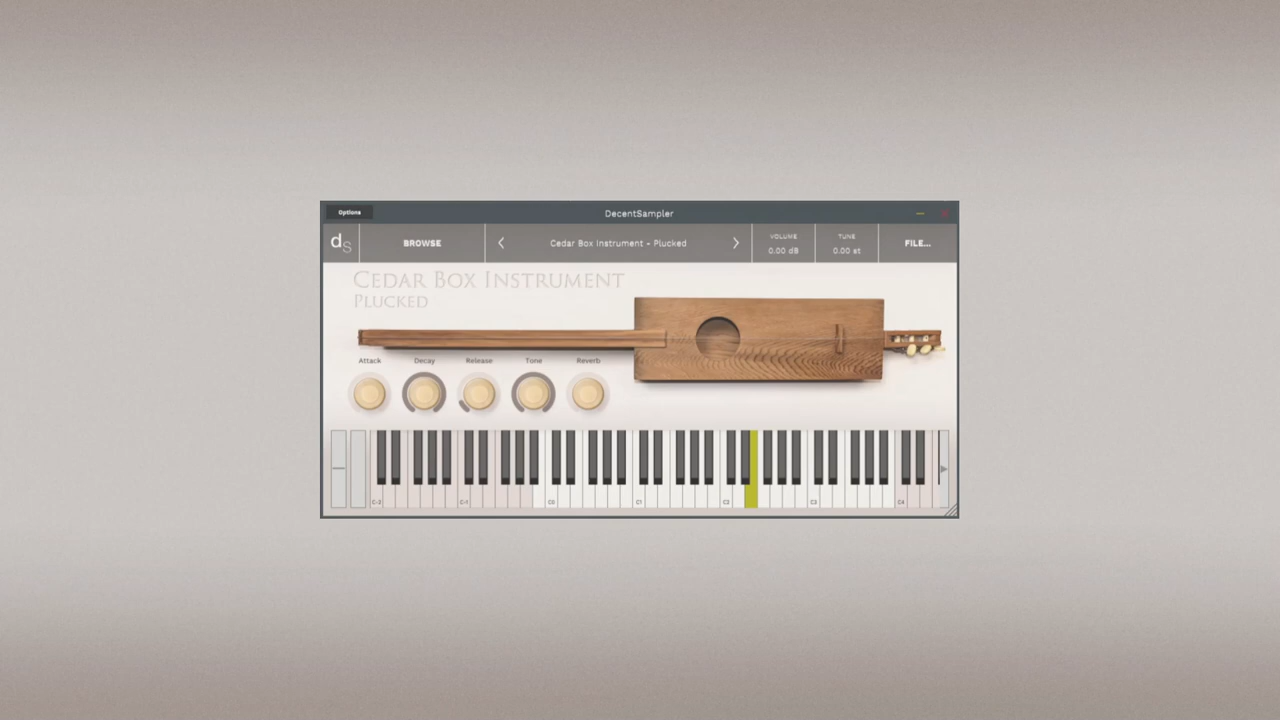 Options
DecentSampler
ds
BROWSE
Cedar Box Instrument - Plucked
VOLUME
0.00 dB
TUNE
0.00 st
FILE...
CEDAR BOX INSTRUMENT
PLUCKED
Attack
Decay
Release
Tone
Reverb
C-2
C-1
C0
C1
C2
C3
C4